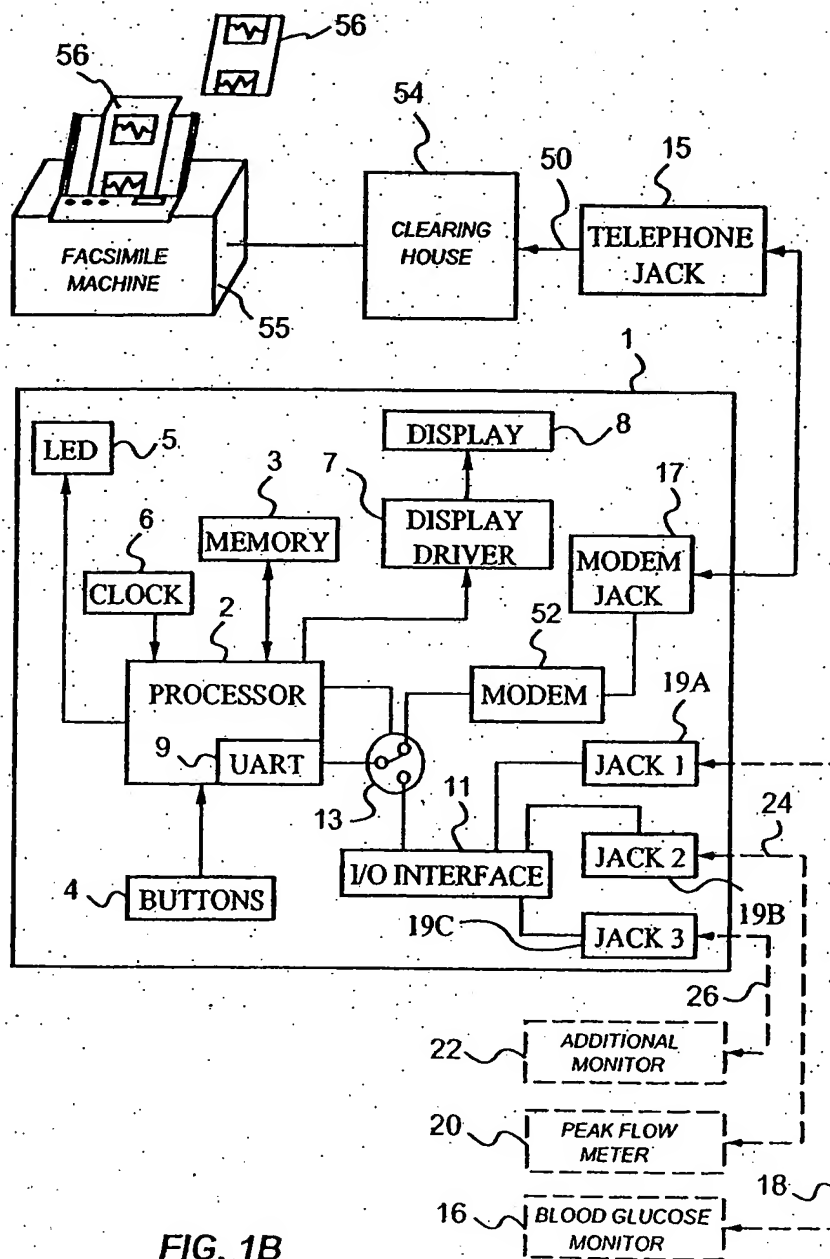 56
56
54
50
15
CLEARING
HOUSE
TELEPHONE
JACK
FACSIMILE
MACHINE
55
1
LED
5
DISPLAY
8
7
3
17
6
MEMORY
DISPLAY
DRIVER
MODEM
JACK
CLOCK
2
52
PROCESSOR
MODEM
19A
9
UART
JACK 1
13
11
24
I/O INTERFACE
JACK 2
4
BUTTONS
19B
19C
JACK 3
26
22
ADDITIONAL
MONITOR
20
PEAK FLOW
METER
18
16
BLOOD GLUCOSE
MONITOR
FIG. 1B